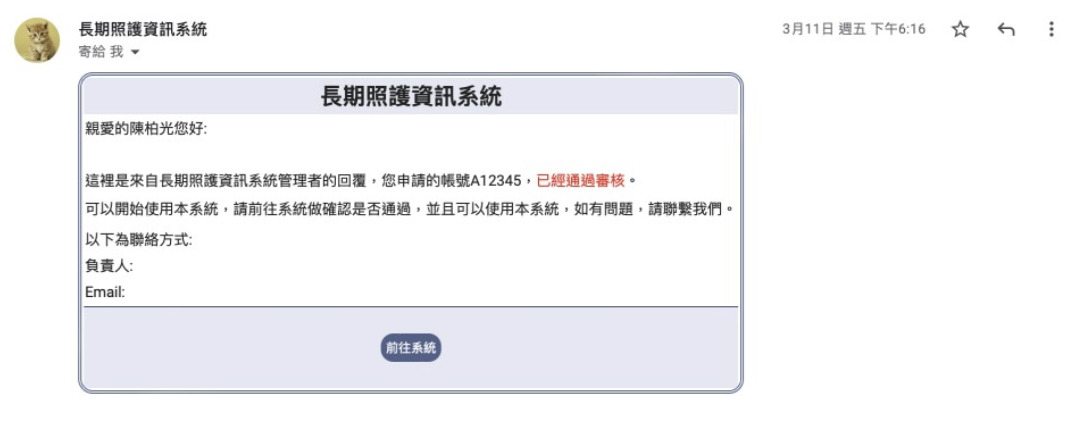 長期照護資訊系統
3月11日 週五 下午6:16
寄給 我
長期照護資訊系統
親愛的陳柏光您好:
這裡是來自長期照護資訊系統管理者的回覆，您申請的帳號A12345，已經通過審核。
可以開始使用本系統，請前往系統做確認是否通過，並且可以使用本系統，如有問題，請聯繫我們。
以下為聯絡方式:
負責人:
Email:
前往系統